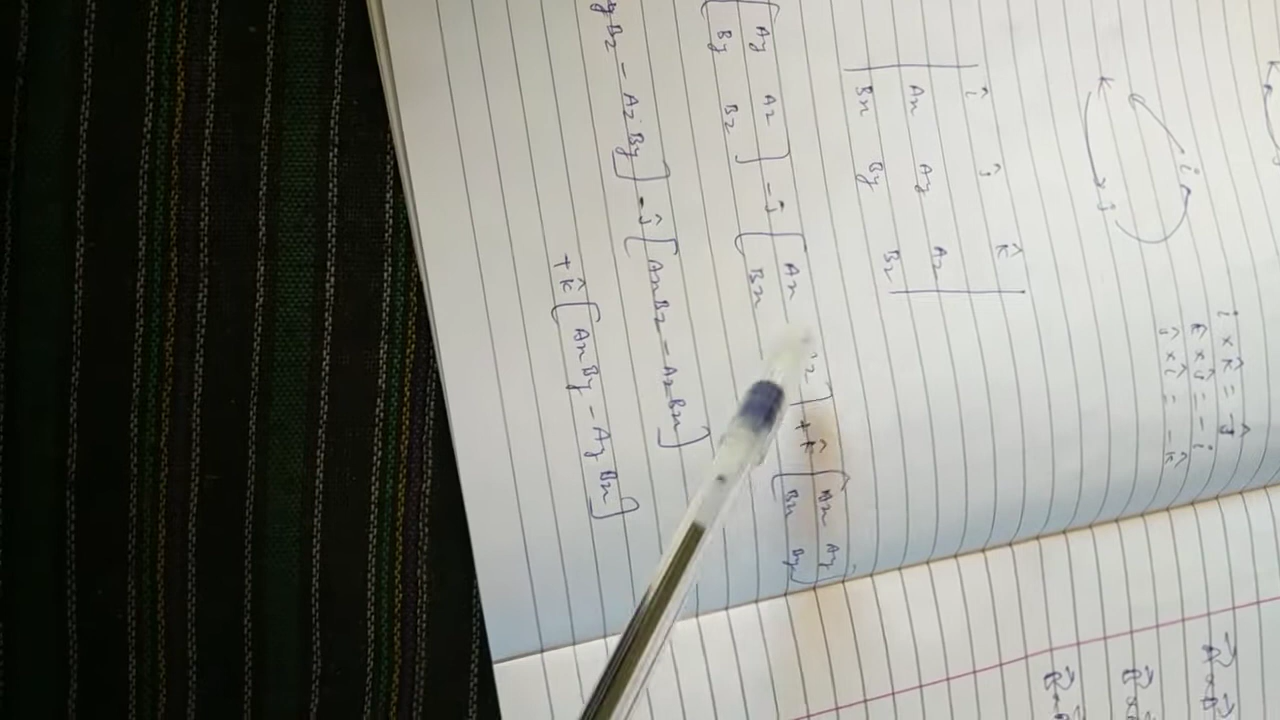 K
i
j
i × k̂ = -ĵ
k̂ × ĵ = -i
ĵ × î = -k̂
î ĵ k̂
Ax Ay Az
Bx By Bz
Ay Az - ĵ Ax z + k̂ Ax Ay
By Bz Bx Bx By
yBz - AzBy] - ĵ [AxBz - AzBx]
+ k̂ [AxBy - AyBx]